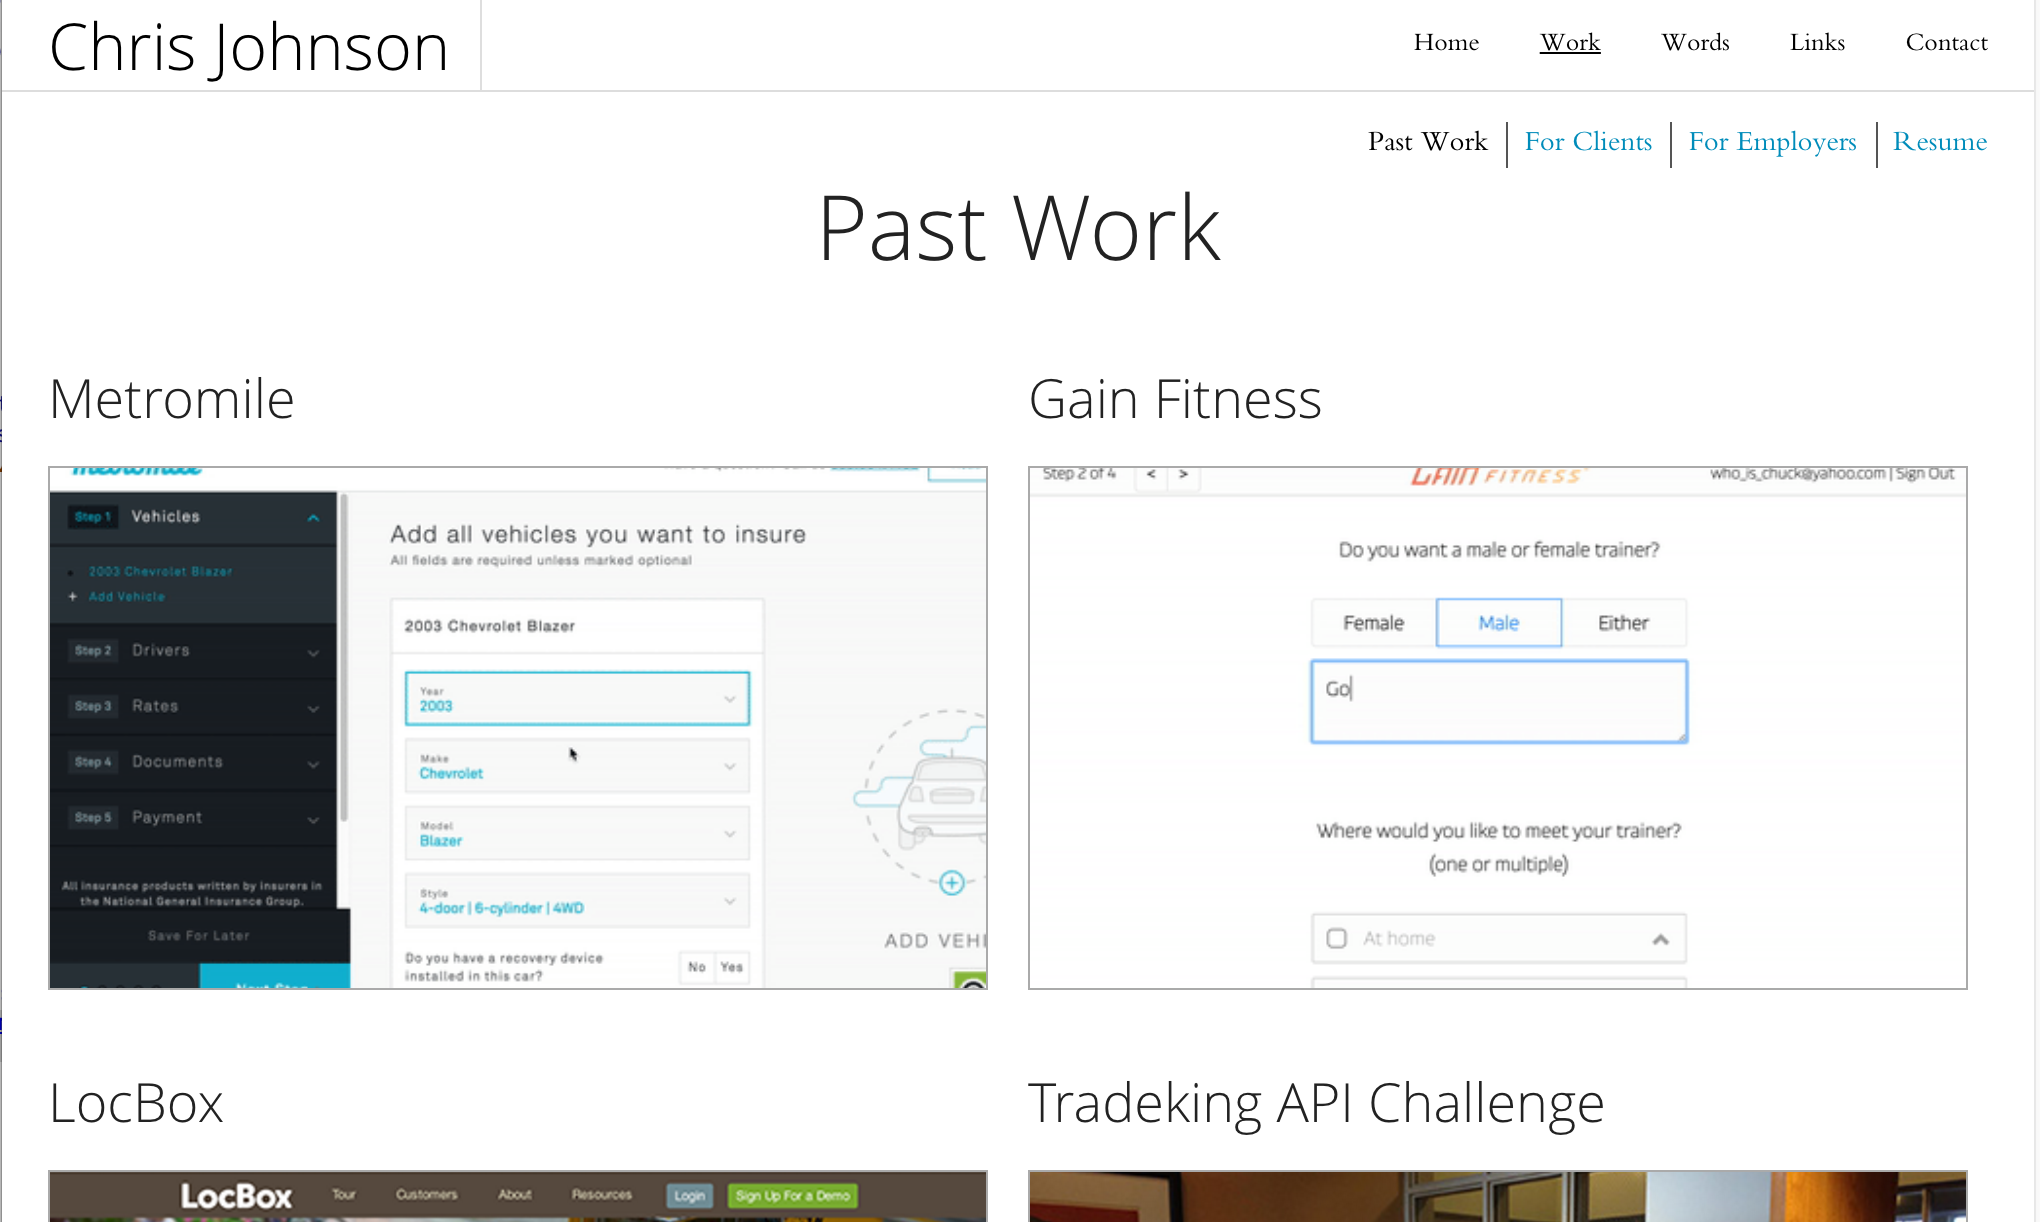 Chris Johnson
Home Work Words Links Contact
Past Work For Clients For Employers Resume
Past Work
Metromile
Step 1 Vehicles
2003 Chevrolet Blazer
+ Add Vehicle
Step 2 Drivers
Step 3 Rates
Step 4 Documents
Step 5 Payment
All insurance products written by insurers in
the National General Insurance Group.
Save For Later
Next Step
Add all vehicles you want to insure
All fields are required unless marked optional
2003 Chevrolet Blazer
Year
2003
Make
Chevrolet
Model
Blazer
Style
4-door | 6-cylinder | 4WD
Do you have a recovery device
installed in this car?
No Yes
ADD VEHI
Gain Fitness
Step 2 of 4 < > GAIN FITNESS who_is_chuck@yahoo.com | Sign Out
Do you want a male or female trainer?
Female Male Either
Go
Where would you like to meet your trainer?
(one or multiple)
At home
LocBox
LocBox Tour Customers About Resources Login Sign Up For a Demo
Tradeking API Challenge